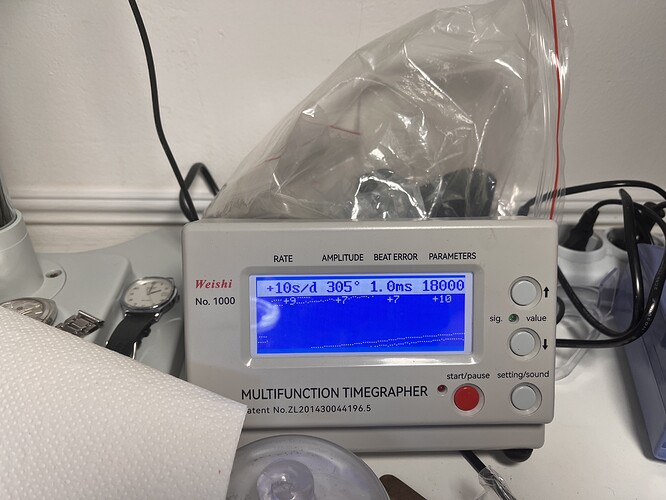 RATE AMPLITUDE BEAT ERROR PARAMETERS
Weishi
No. 1000
+10s/d 305° 1.0ms 18000
+9 +7 +7 +10
sig. value
start/pause setting/sound
MULTIFUNCTION TIMEGRAPHER
atent No.ZL201430044196.5